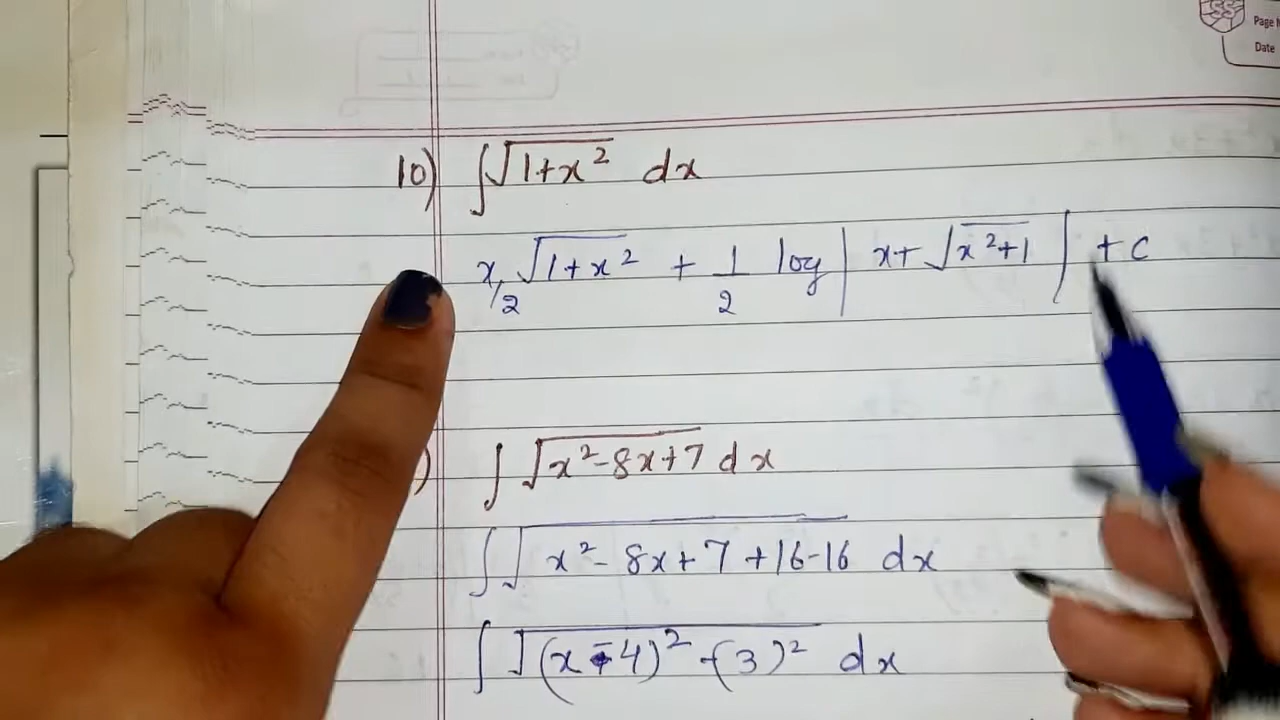 Page N
Date
10) ∫√1+x² dx
x/2 √1+x² + 1/2 log | x+ √x²+1 | + c
) ∫ √x²-8x+7 dx
∫ √x²-8x+7+16-16 dx
∫ √(x-4)² -(3)² dx